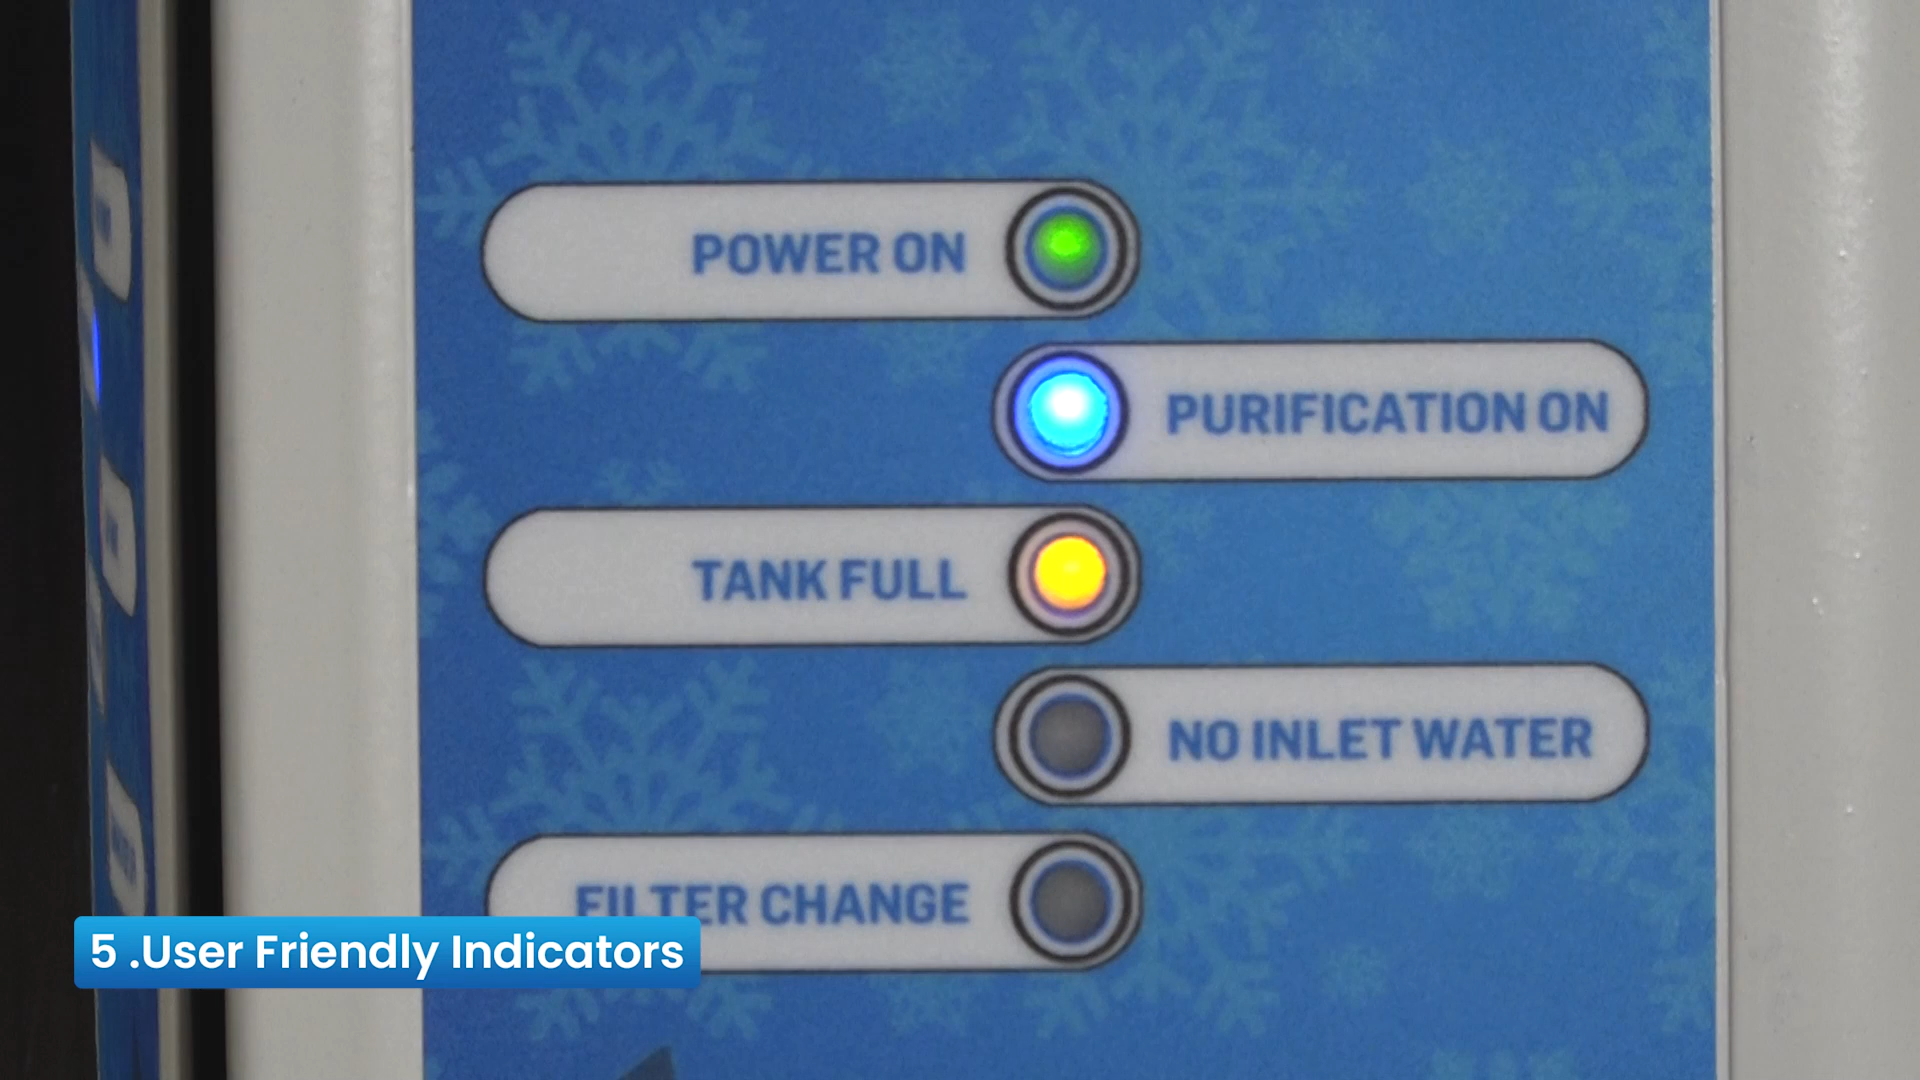 POWER ON
PURIFICATION ON
TANK FULL
NO INLET WATER
FILTER CHANGE
5 .User Friendly Indicators